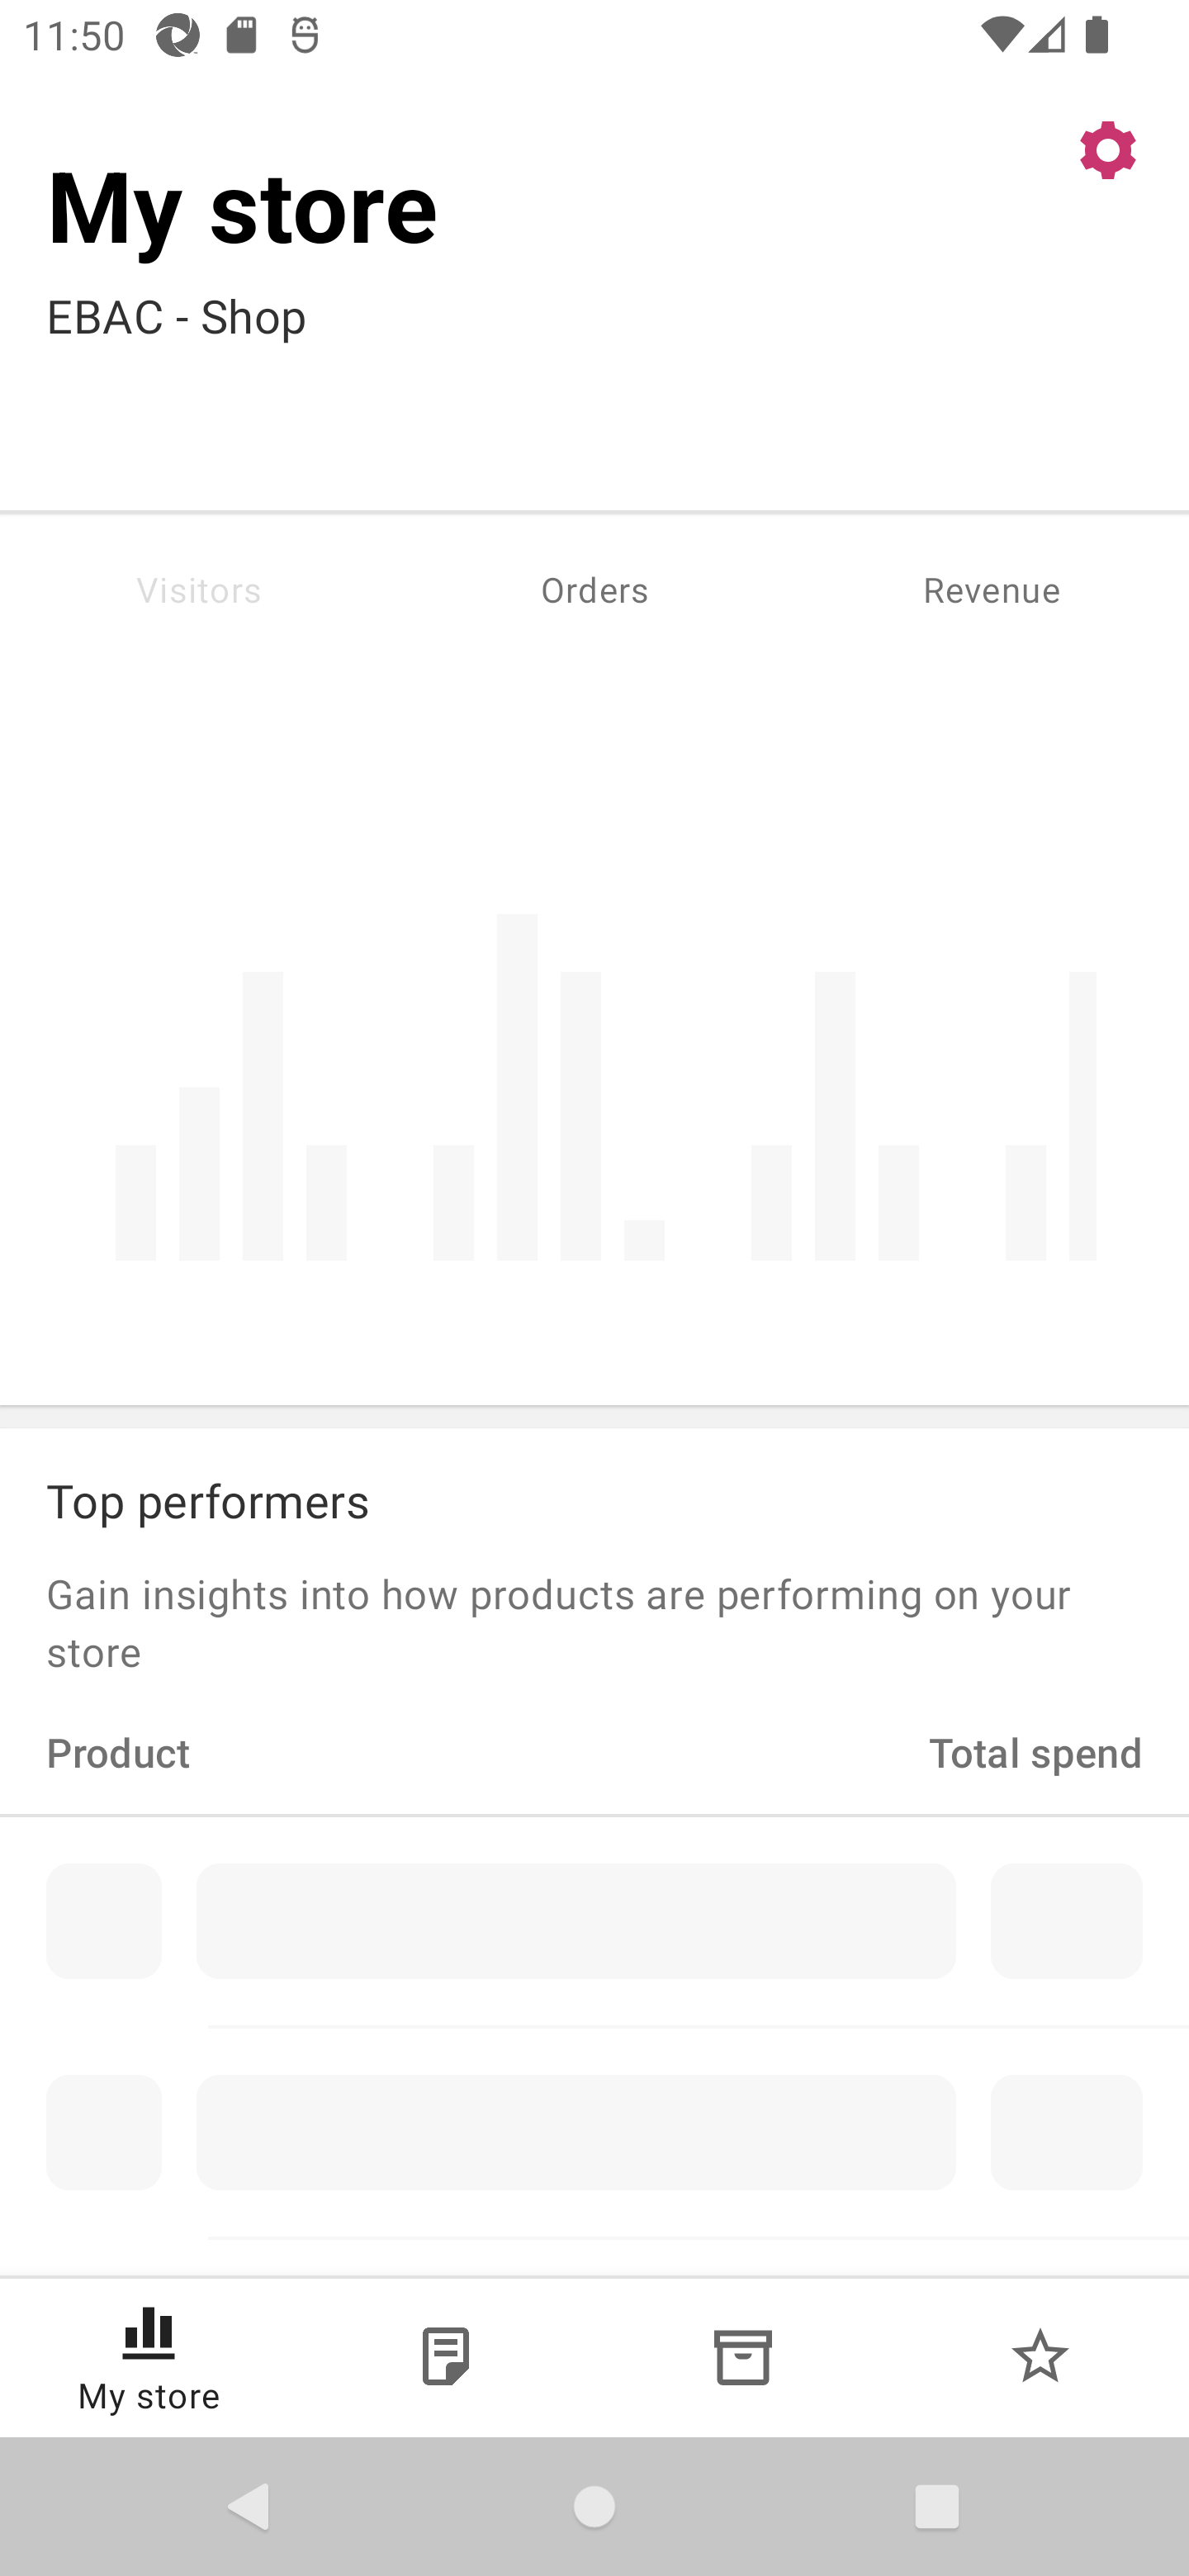 11:50
My store
EBAC - Shop
Visitors Orders Revenue
Top performers
Gain insights into how products are performing on your
store
Product Total spend
My store